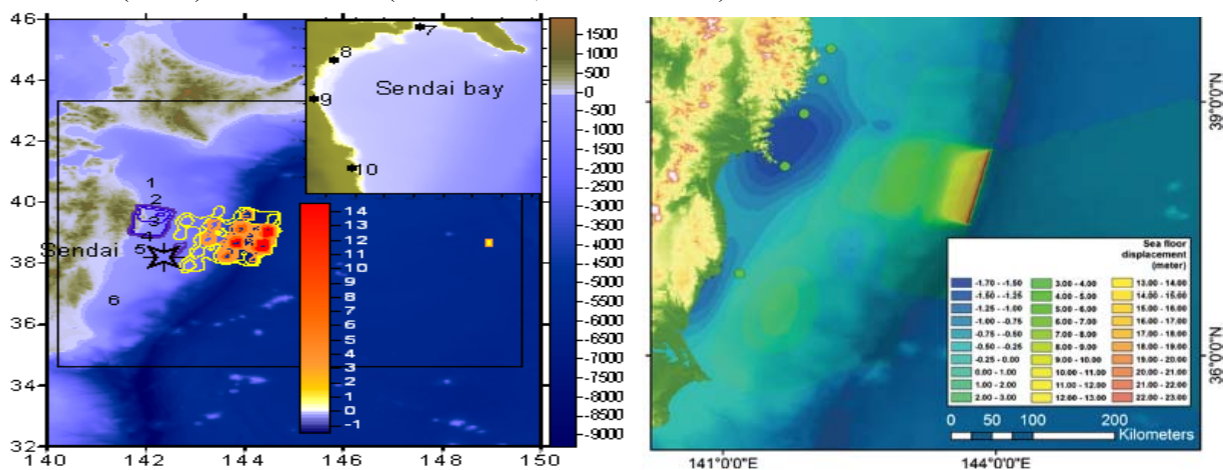 46
44
42
40
38
36
34
32
140
142
144
146
148
150
Sendai
1
2
3
4
5
6
7
8
9
10
Sendai bay
14
13
12
11
10
9
8
7
6
5
4
3
2
1
0
-1
1500
1000
500
0
-500
-1000
-1500
-2000
-2500
-3000
-3500
-4000
-4500
-5000
-5500
-6000
-6500
-7000
-7500
-8000
-8500
-9000
39°0'0"N
36°0'0"N
141°0'0"E
144°0'0"E
Sea floor
displacement
(meter)
-1.70 - -1.50
-1.50 - -1.25
-1.25 - -1.00
-1.00 - -0.75
-0.75 - -0.50
-0.50 - -0.25
-0.25 - 0.00
0.00 - 1.00
1.00 - 2.00
2.00 - 3.00
3.00 - 4.00
4.00 - 5.00
5.00 - 6.00
6.00 - 7.00
7.00 - 8.00
8.00 - 9.00
9.00 - 10.00
10.00 - 11.00
11.00 - 12.00
12.00 - 13.00
13.00 - 14.00
14.00 - 15.00
15.00 - 16.00
16.00 - 17.00
17.00 - 18.00
18.00 - 19.00
19.00 - 20.00
20.00 - 21.00
21.00 - 22.00
22.00 - 23.00
0 50 100 200
Kilometers